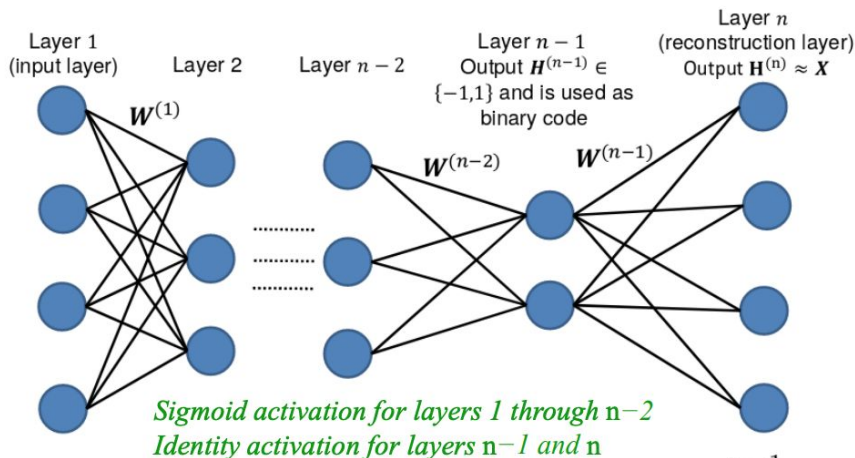 Layer 1
(input layer)
Layer 2
Layer n − 2
Layer n − 1
Output H^(n−1) ∈
{−1,1} and is used as
binary code
Layer n
(reconstruction layer)
Output H^(n) ≈ X
W^(1)
W^(n−2)
W^(n−1)
............
............
............
Sigmoid activation for layers 1 through n−2
Identity activation for layers n−1 and n